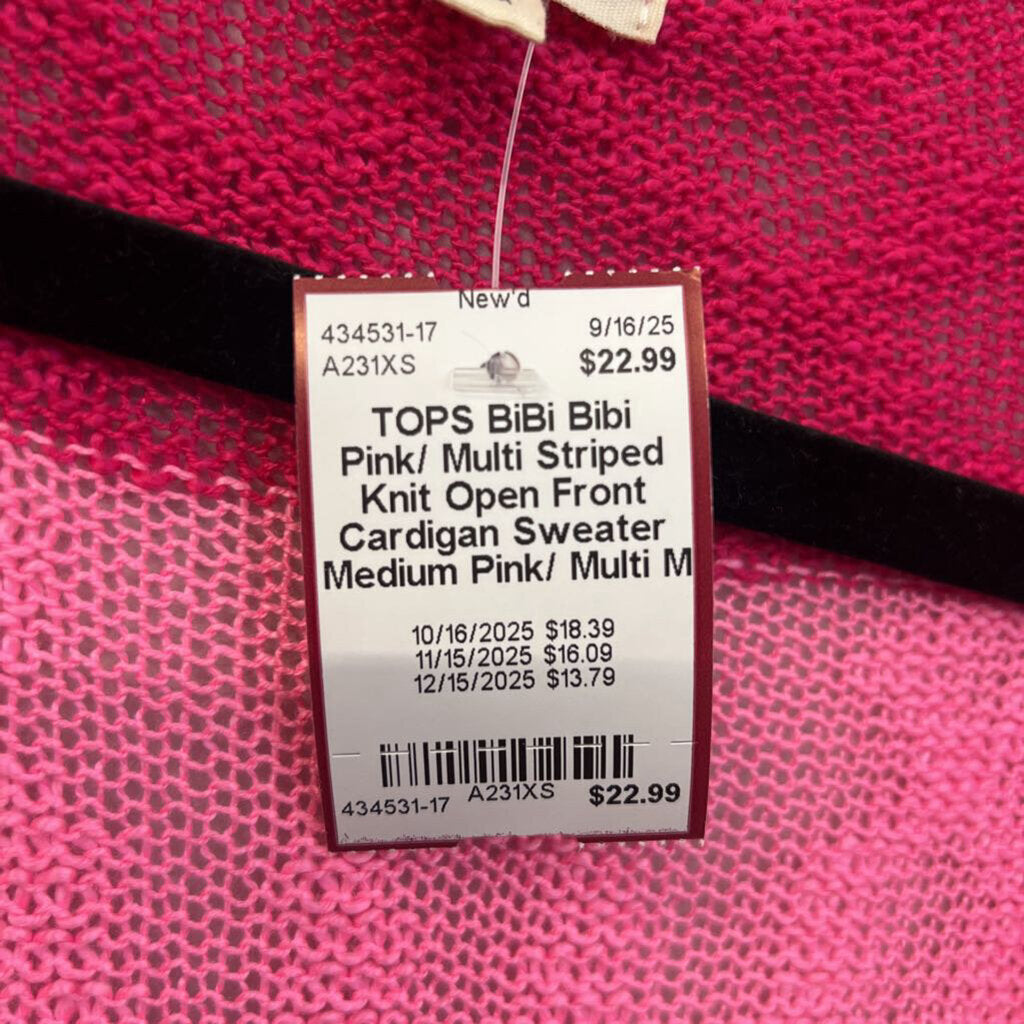 New'd
434531-17 9/16/25
A231XS $22.99
TOPS BiBi Bibi
Pink/ Multi Striped
Knit Open Front
Cardigan Sweater
Medium Pink/ Multi M
10/16/2025 $18.39
11/15/2025 $16.09
12/15/2025 $13.79
434531-17 A231XS $22.99